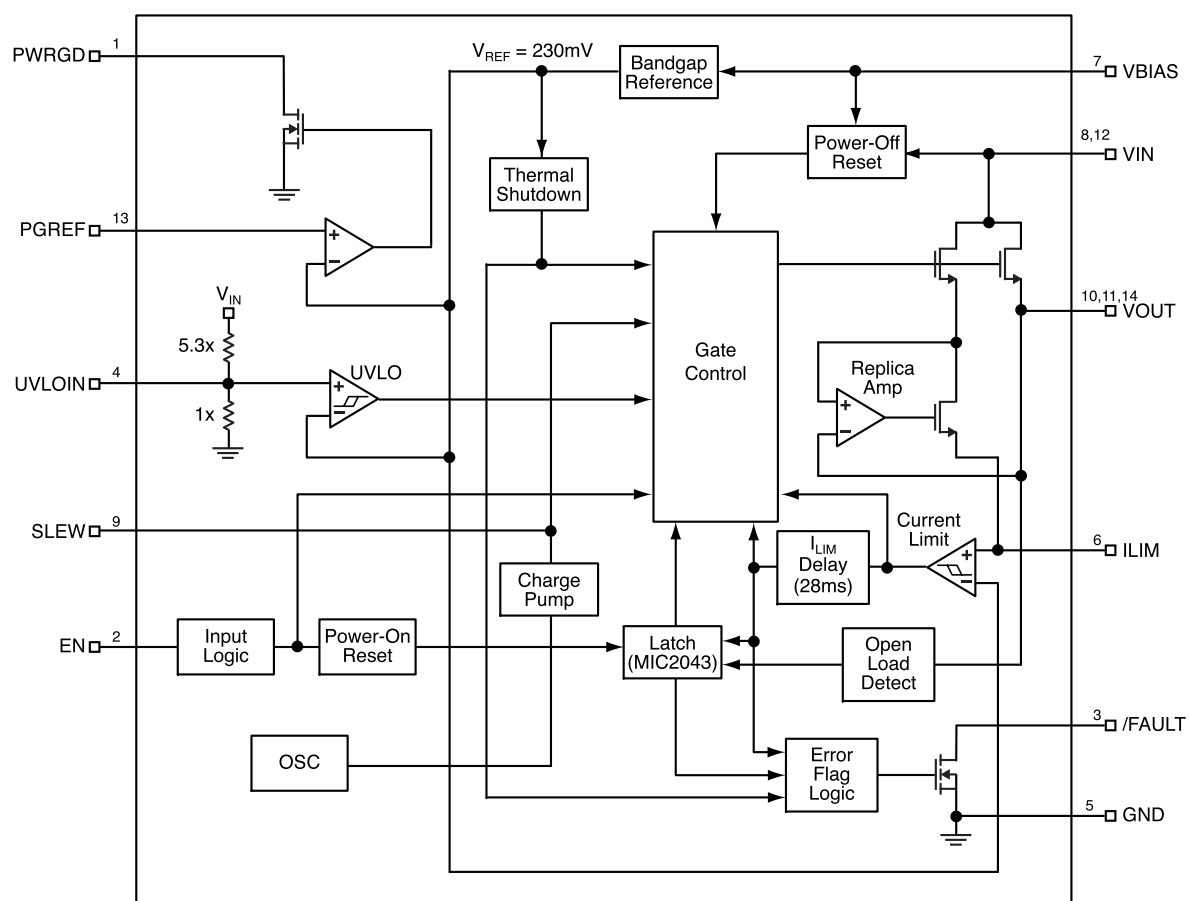 1
PWRGD
V_REF = 230mV
Bandgap
Reference
7
VBIAS
Power-Off
Reset
8,12
VIN
Thermal
Shutdown
13
PGREF
+
−
V_IN
5.3x
4
UVLOIN
1x
UVLO
+
−
Gate
Control
10,11,14
VOUT
Replica
Amp
+
−
9
SLEW
Current
Limit
+
−
6
ILIM
I_LIM
Delay
(28ms)
Charge
Pump
2
EN
Input
Logic
Power-On
Reset
Latch
(MIC2043)
Open
Load
Detect
3
/FAULT
OSC
Error
Flag
Logic
5
GND